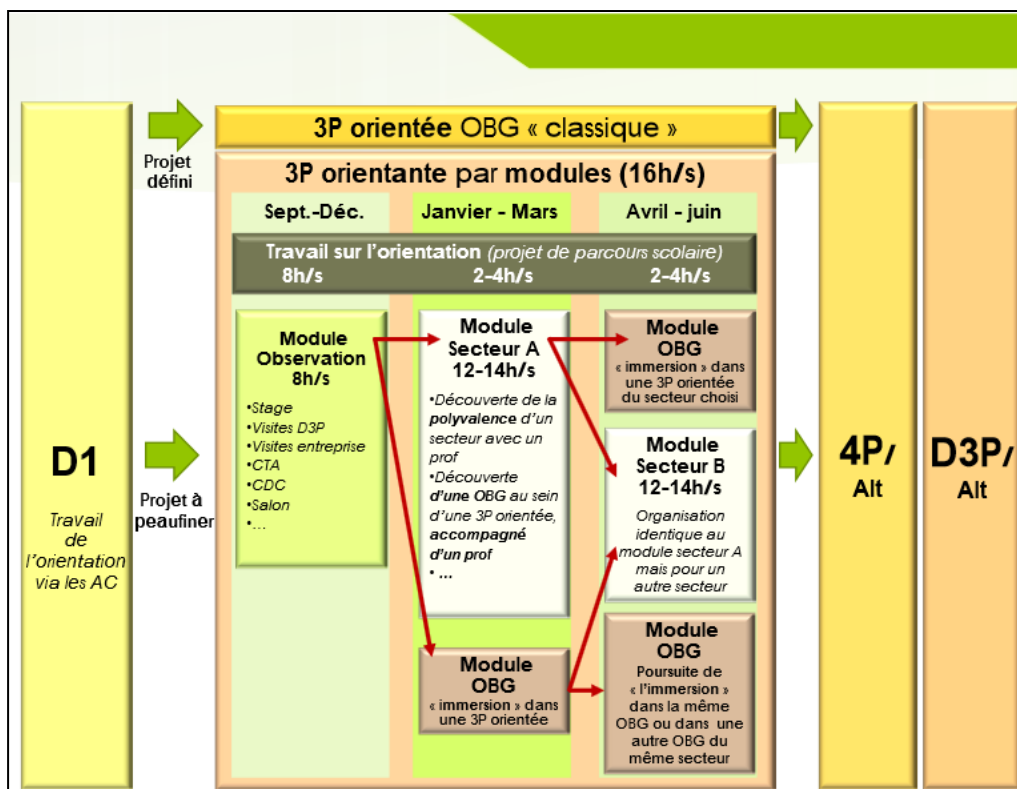 3P orientée OBG « classique »
Projet
défini
3P orientante par modules (16h/s)
Sept.-Déc.
Janvier - Mars
Avril - juin
Travail sur l'orientation (projet de parcours scolaire)
8h/s
2-4h/s
2-4h/s
D1
Travail
de
l'orientation
via les AC
Projet à
peaufiner
Module
Observation
8h/s
•Stage
•Visites D3P
•Visites entreprise
•CTA
•CDC
•Salon
•…
Module
Secteur A
12-14h/s
•Découverte de la
polyvalence d'un
secteur avec un
prof
•Découverte
d'une OBG au sein
d'une 3P orientée,
accompagné
d'un prof
• …
Module
OBG
« immersion » dans
une 3P orientée
Module
OBG
« immersion » dans
une 3P orientée
du secteur choisi
Module
Secteur B
12-14h/s
Organisation
identique au
module secteur A
mais pour un
autre secteur
Module
OBG
Poursuite de
« l'immersion »
dans la même
OBG ou dans une
autre OBG du
même secteur
4P/
Alt
D3P/
Alt